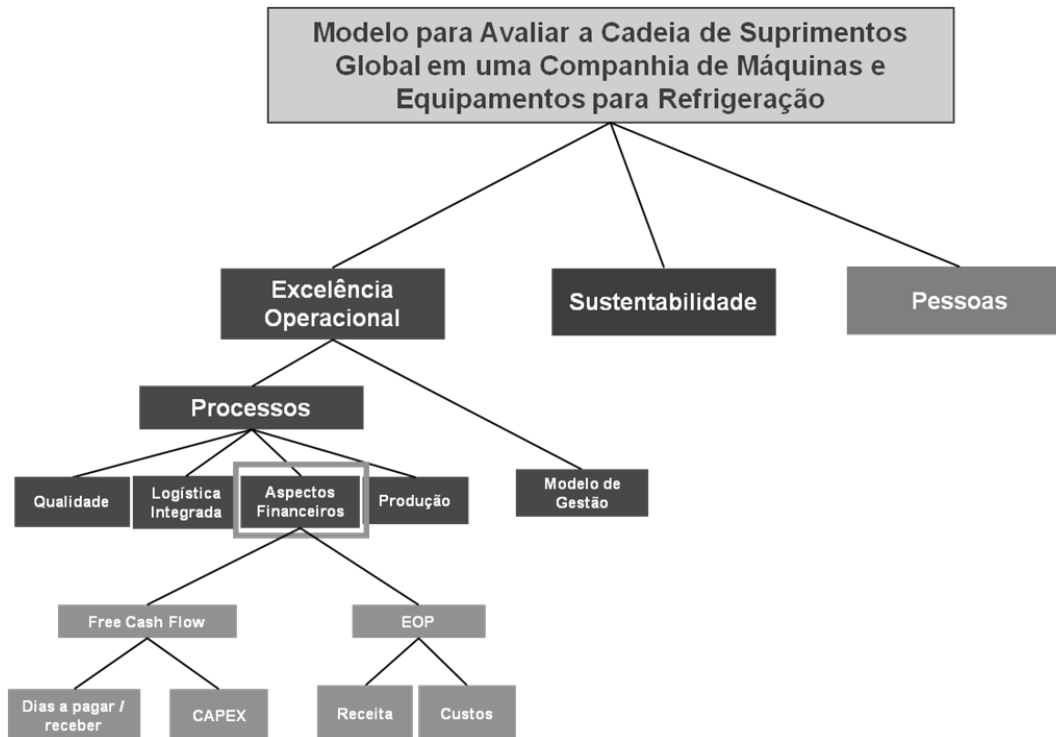 Modelo para Avaliar a Cadeia de Suprimentos
Global em uma Companhia de Máquinas e
Equipamentos para Refrigeração
Excelência
Operacional
Sustentabilidade
Pessoas
Processos
Qualidade
Logística
Integrada
Aspectos
Financeiros
Produção
Modelo de
Gestão
Free Cash Flow
EOP
Dias a pagar /
receber
CAPEX
Receita
Custos